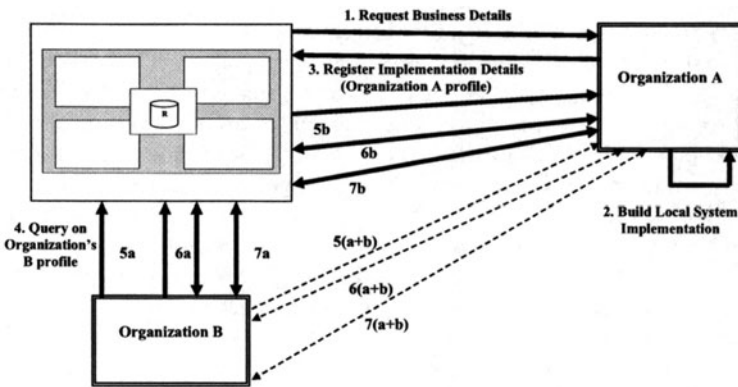 1. Request Business Details
3. Register Implementation Details
(Organization A profile)
Organization A
R
5b
6b
7b
2. Build Local System
Implementation
4. Query on
Organization's
B profile
5a
6a
7a
5(a+b)
6(a+b)
7(a+b)
Organization B